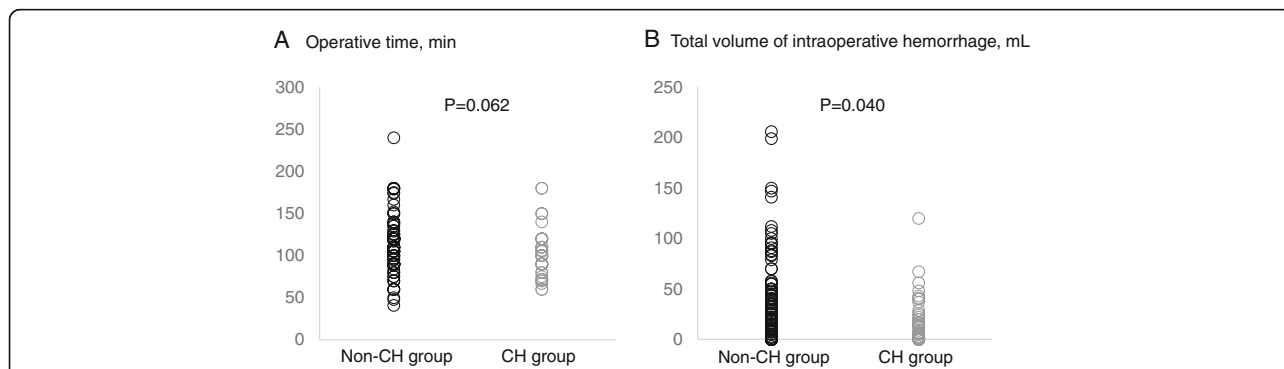 A Operative time, min
300
250
200
150
100
50
0
P=0.062
Non-CH group CH group
B Total volume of intraoperative hemorrhage, mL
250
200
150
100
50
0
P=0.040
Non-CH group CH group